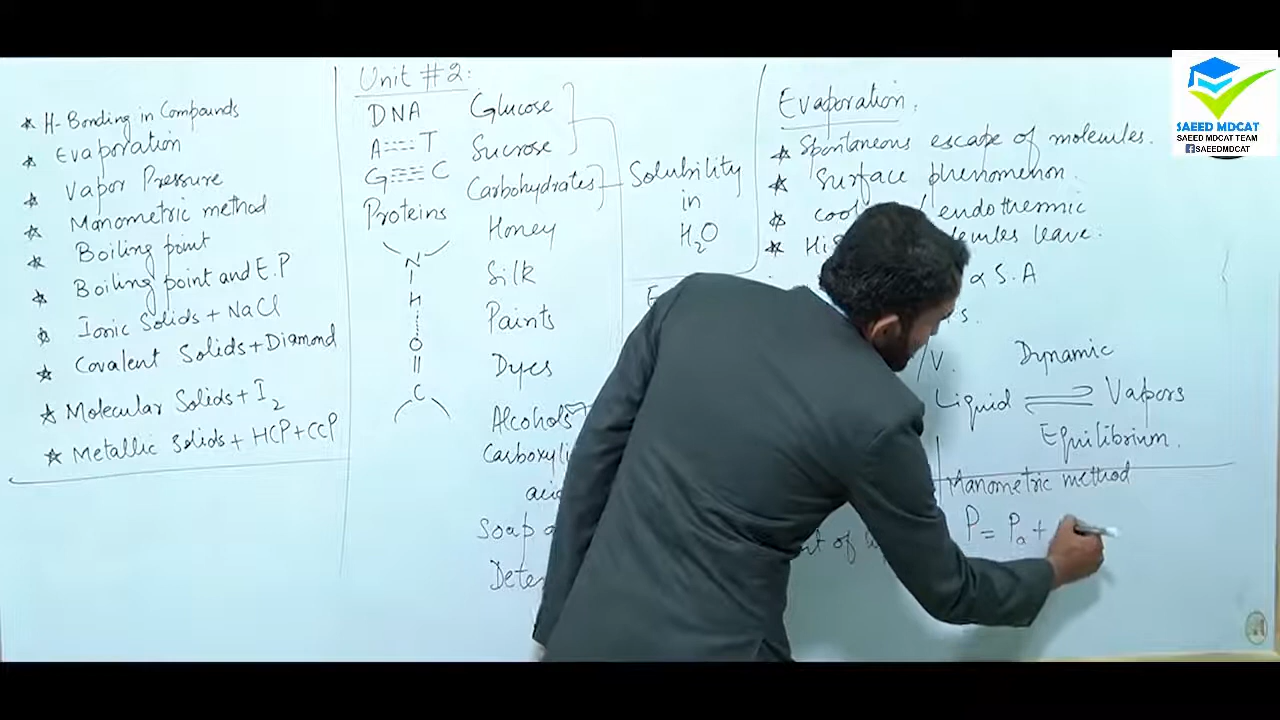 ★ H-Bonding in Compounds
★ Evaporation
★ Vapor Pressure
★ Manometric method
★ Boiling point
★ Boiling point and E.P
★ Ionic Solids + NaCl
★ Covalent Solids + Diamond
★ Molecular Solids + I2
★ Metallic Solids + HCP + CCP
Unit #2:
DNA
A T
G C
Proteins
N
H
O
C
Glucose
Sucrose
Carbohydrates
Honey
Silk
Paints
Dyes
Alcohols
Soap
Solubility
in
H2O
Evaporation.
★ Spontaneous escape of molecules.
★ Surface phenomenon.
★ endothermic
★ leave.
α S.A
Dynamic
Liquid ⇌ Vapors
Equilibrium.
Manometric method
P = Pa +
of
SAEED MDCAT
SAEED MDCAT TEAM
SAEEDMDCAT